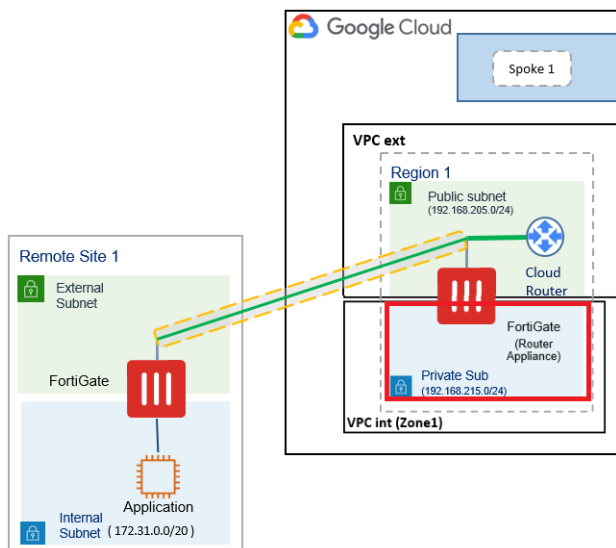 Google Cloud
Spoke 1
VPC ext
Region 1
Public subnet
(192.168.205.0/24)
Cloud
Router
FortiGate
(Router
Appliance)
Private Sub
(192.168.215.0/24)
VPC int (Zone1)
Remote Site 1
External
Subnet
FortiGate
Application
Internal
Subnet ( 172.31.0.0/20 )